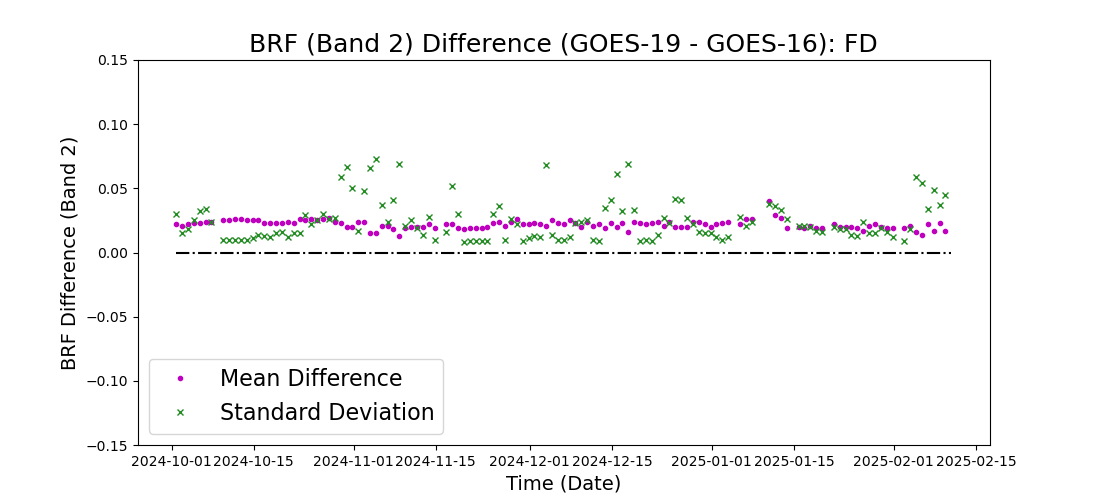 BRF (Band 2) Difference (GOES-19 - GOES-16): FD
BRF Difference (Band 2)
0.15
0.10
0.05
0.00
−0.05
−0.10
−0.15
Mean Difference
Standard Deviation
2024-10-01 2024-10-15 2024-11-01 2024-11-15 2024-12-01 2024-12-15 2025-01-01 2025-01-15 2025-02-01 2025-02-15
Time (Date)